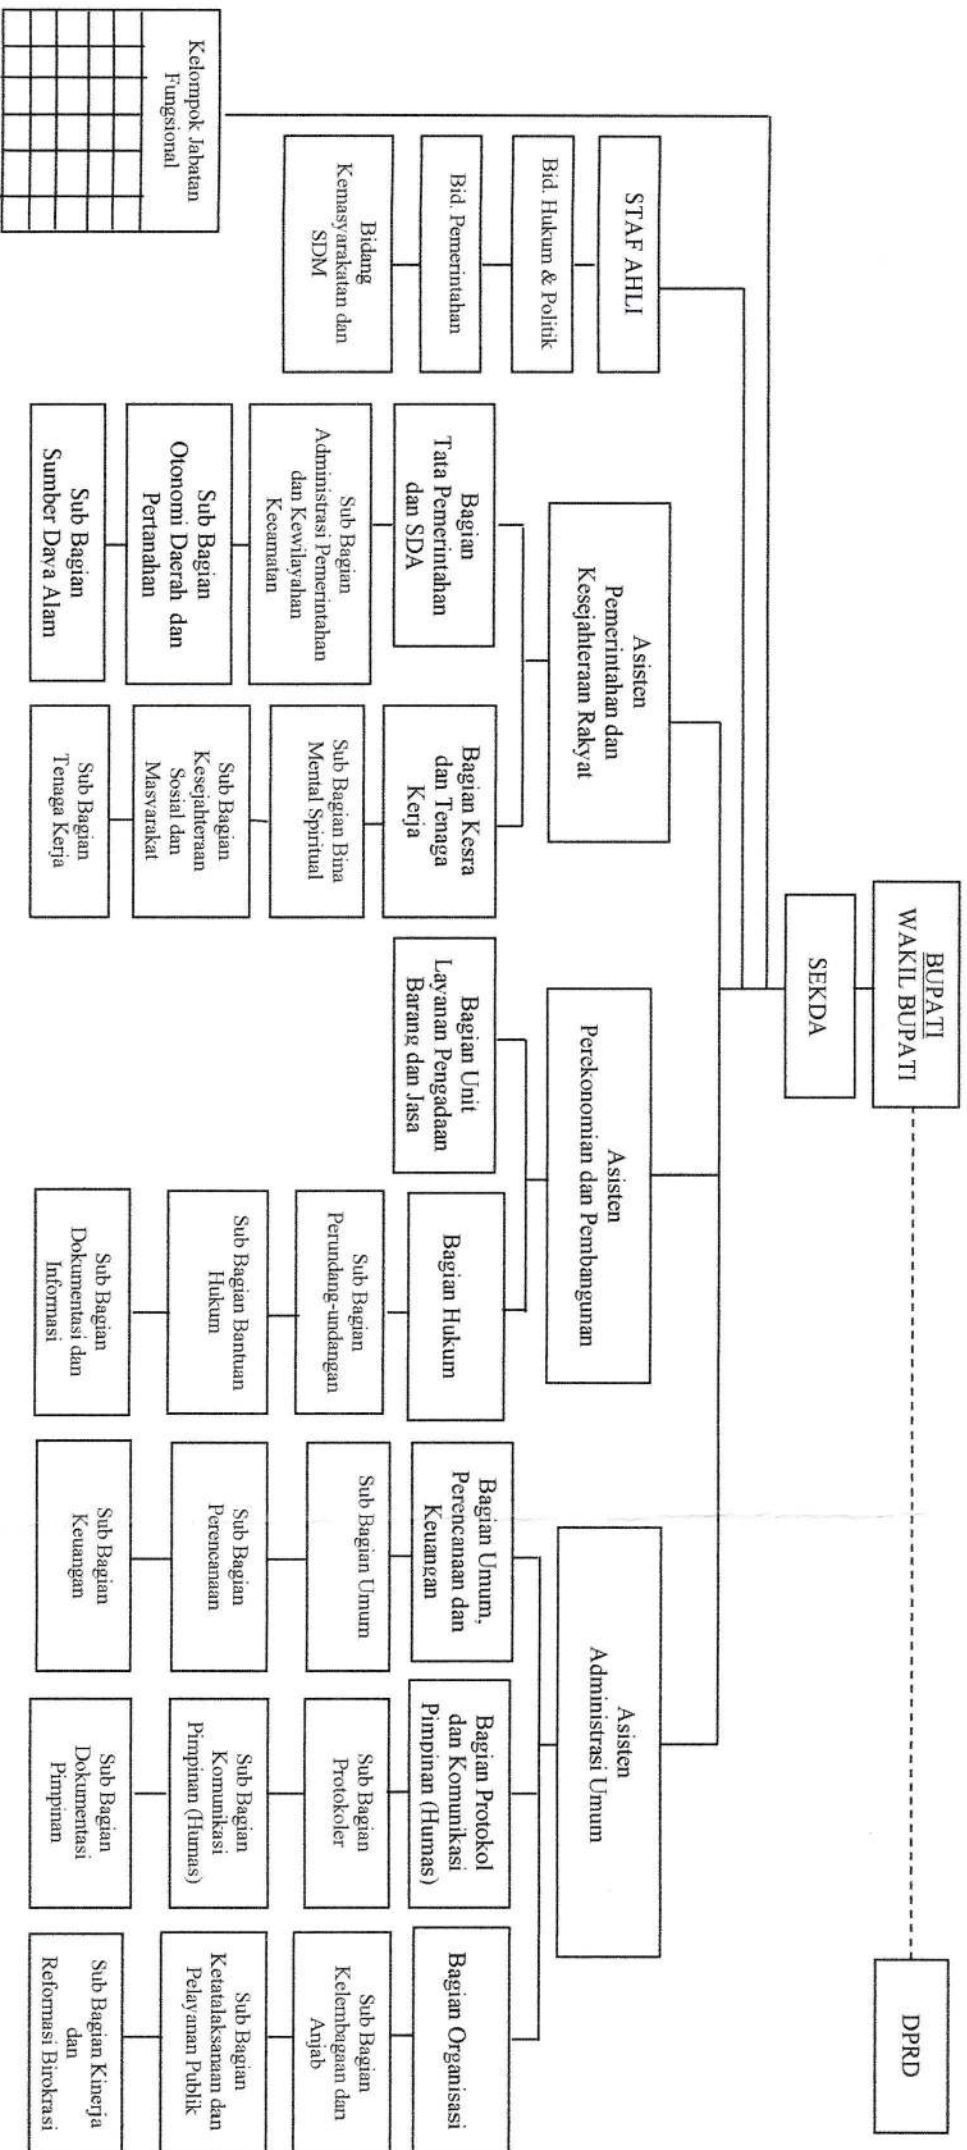 BUPATI
WAKIL BUPATI
DPRD
SEKDA
Kelompok Jabatan
Fungsional
STAF AHLI
Bid. Hukum & Politik
Bid. Pemerintahan
Bidang
Kemasyarakatan dan
SDM
Asisten
Pemerintahan dan
Kesejahteraan Rakyat
Bagian
Tata Pemerintahan
dan SDA
Sub Bagian
Administrasi Pemerintahan
dan Kewilayahan
Kecamatan
Sub Bagian
Otonomi Daerah dan
Pertanahan
Sub Bagian
Sumber Daya Alam
Bagian Kesra
dan Tenaga
Kerja
Sub Bagian Bina
Mental Spiritual
Sub Bagian
Kesejahteraan
Sosial dan
Masyarakat
Sub Bagian
Tenaga Kerja
Asisten
Perekonomian dan Pembangunan
Bagian Unit
Layanan Pengadaan
Barang dan Jasa
Bagian Hukum
Sub Bagian
Perundang-undangan
Sub Bagian Bantuan
Hukum
Sub Bagian
Dokumentasi dan
Informasi
Asisten
Administrasi Umum
Bagian Umum,
Perencanaan dan
Keuangan
Sub Bagian Umum
Sub Bagian
Perencanaan
Sub Bagian
Keuangan
Bagian Protokol
dan Komunikasi
Pimpinan (Humas)
Sub Bagian
Protokoler
Sub Bagian
Komunikasi
Pimpinan (Humas)
Sub Bagian
Dokumentasi
Pimpinan
Bagian Organisasi
Sub Bagian
Kelembagaan dan
Anjab
Sub Bagian
Ketatalaksanaan dan
Pelayanan Publik
Sub Bagian Kinerja
dan
Reformasi Birokrasi